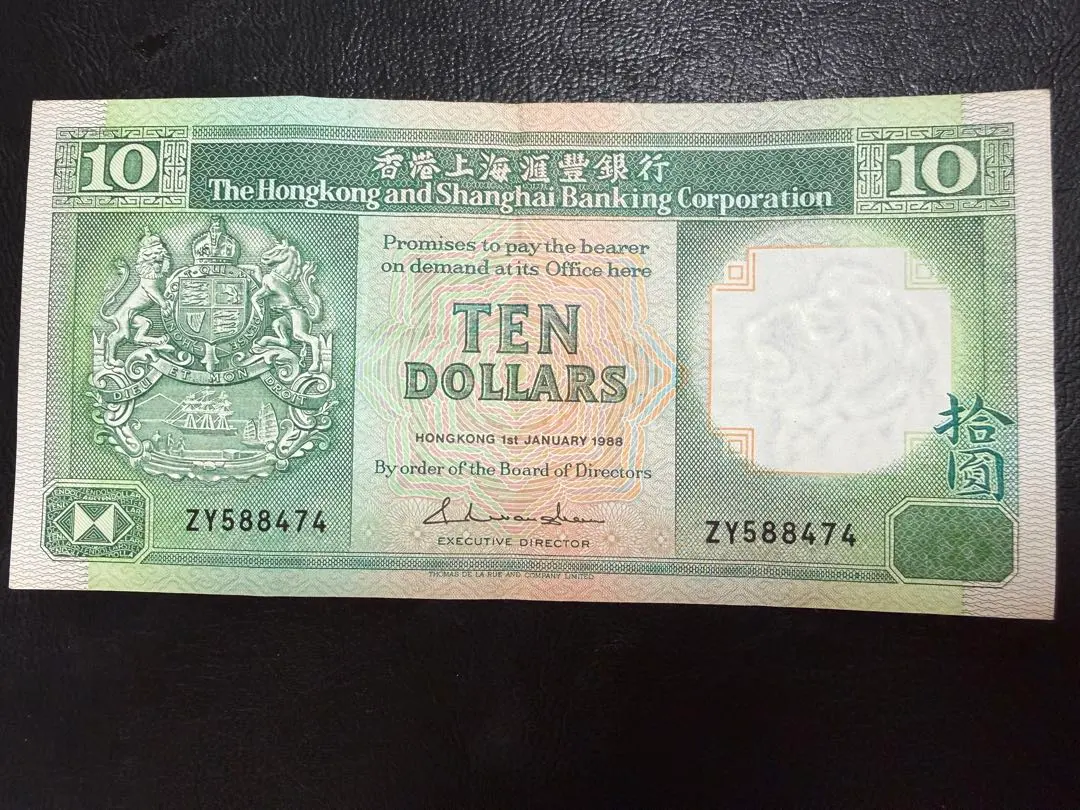 10
香港上海滙豐銀行
10
The Hongkong and Shanghai Banking Corporation
Promises to pay the bearer
on demand at its Office here
TEN
DOLLARS
HONGKONG 1st JANUARY 1988
By order of the Board of Directors
EXECUTIVE DIRECTOR
THOMAS DE LA RUE AND COMPANY LIMITED
QUI
DIEU ET MON DROIT
ZY588474
ZY588474
拾
圓